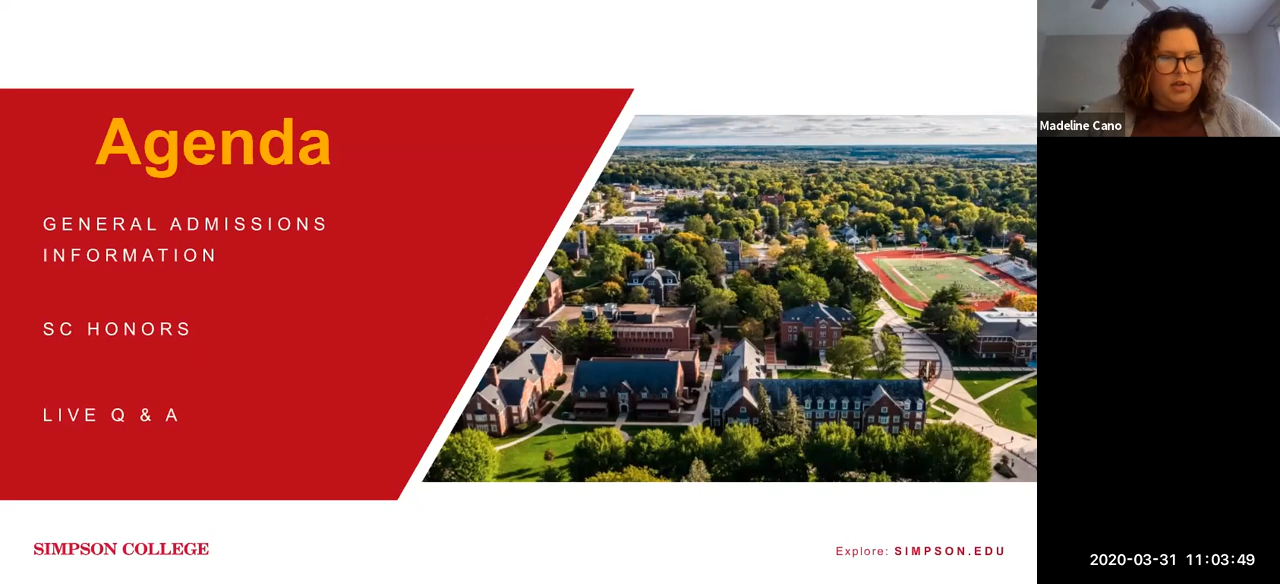 Agenda
GENERAL ADMISSIONS
INFORMATION
SC HONORS
LIVE Q & A
SIMPSON COLLEGE
Explore: SIMPSON.EDU
Madeline Cano
2020-03-31 11:03:49